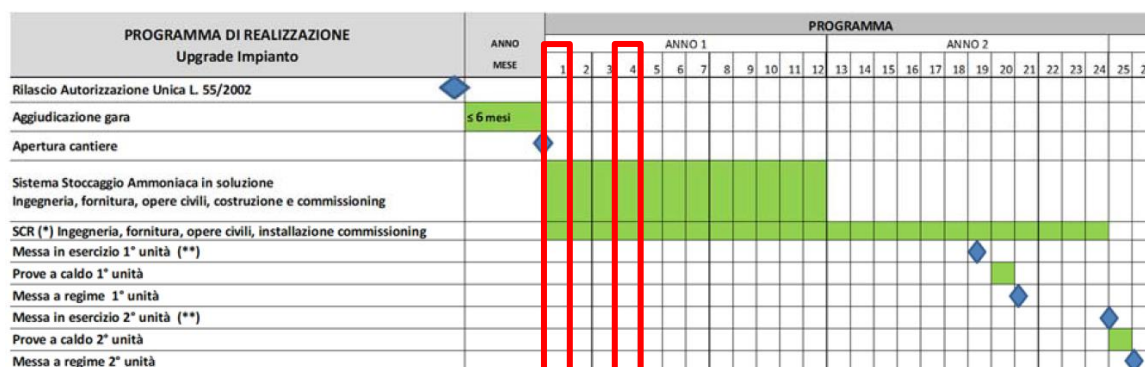 PROGRAMMA DI REALIZZAZIONE
Upgrade Impianto
ANNO
MESE
PROGRAMMA
ANNO 1 ANNO 2
1 2 3 4 5 6 7 8 9 10 11 12 13 14 15 16 17 18 19 20 21 22 23 24 25
Rilascio Autorizzazione Unica L. 55/2002
Aggiudicazione gara ≤ 6 mesi
Apertura cantiere
Sistema Stoccaggio Ammoniaca in soluzione
Ingegneria, fornitura, opere civili, costruzione e commissioning
SCR (*) Ingegneria, fornitura, opere civili, installazione commissioning
Messa in esercizio 1° unità (**)
Prove a caldo 1° unità
Messa a regime 1° unità
Messa in esercizio 2° unità (**)
Prove a caldo 2° unità
Messa a regime 2° unità